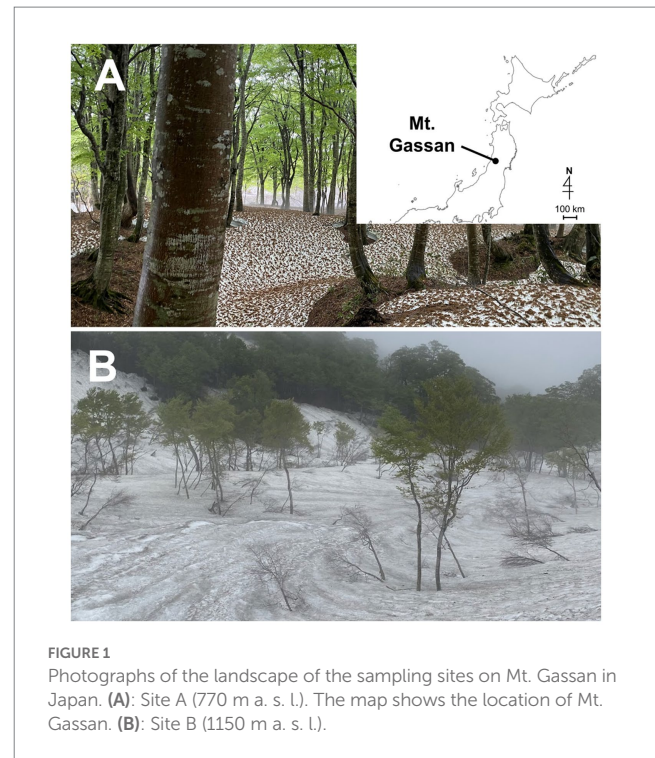 A
Mt.
Gassan
N
100 km
B
FIGURE 1
Photographs of the landscape of the sampling sites on Mt. Gassan in
Japan. (A): Site A (770 m a. s. l.). The map shows the location of Mt.
Gassan. (B): Site B (1150 m a. s. l.).